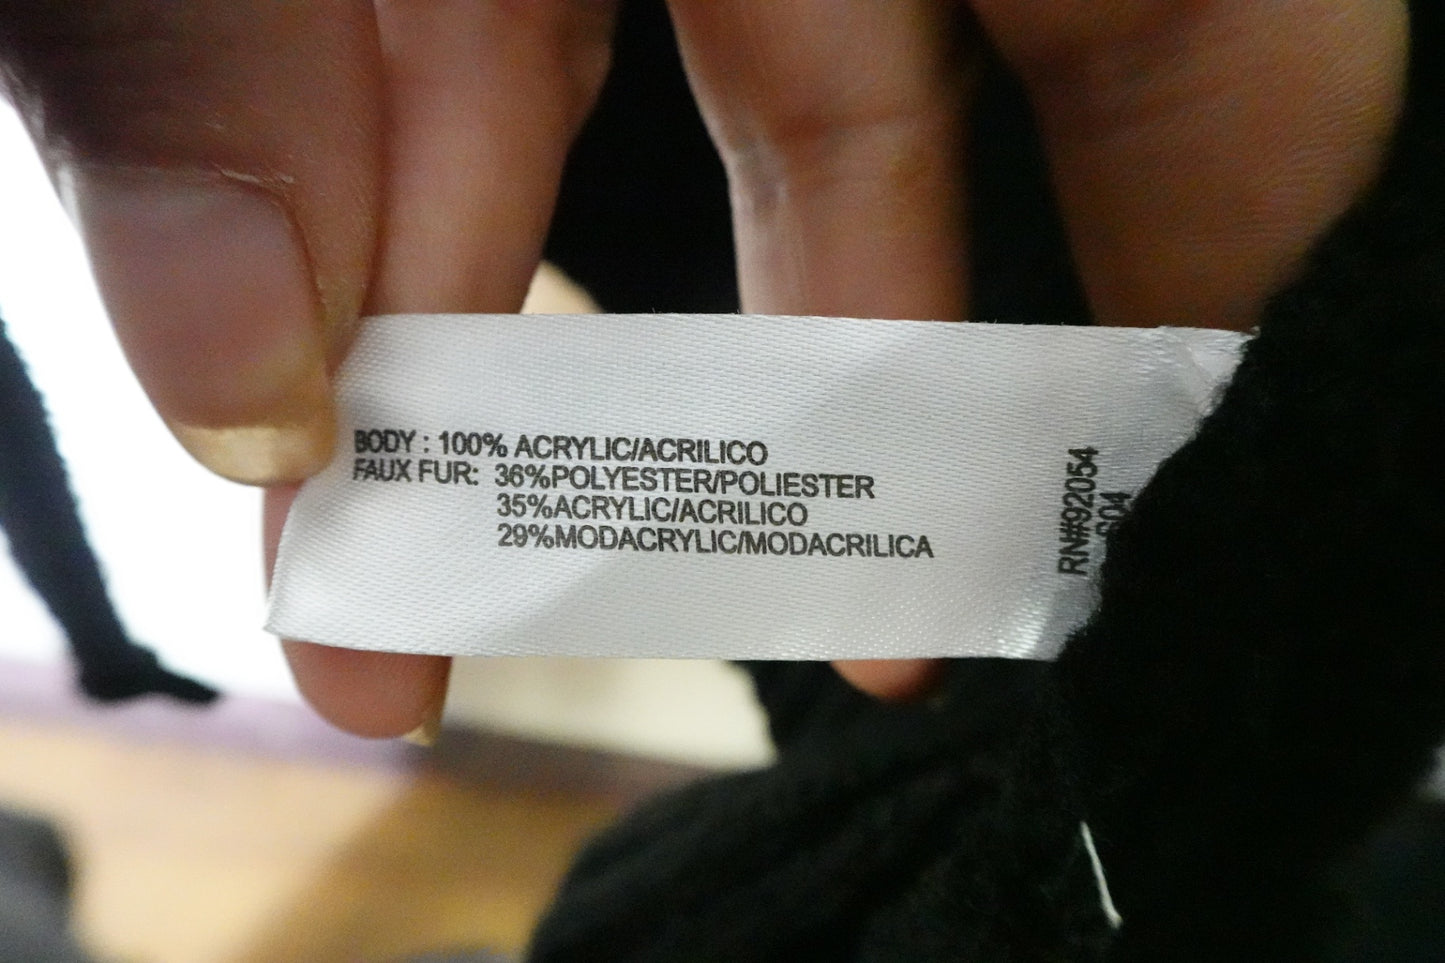 BODY : 100% ACRYLIC/ACRILICO
FAUX FUR: 36%POLYESTER/POLIESTER
35%ACRYLIC/ACRILICO
29%MODACRYLIC/MODACRILICA
RN#92054